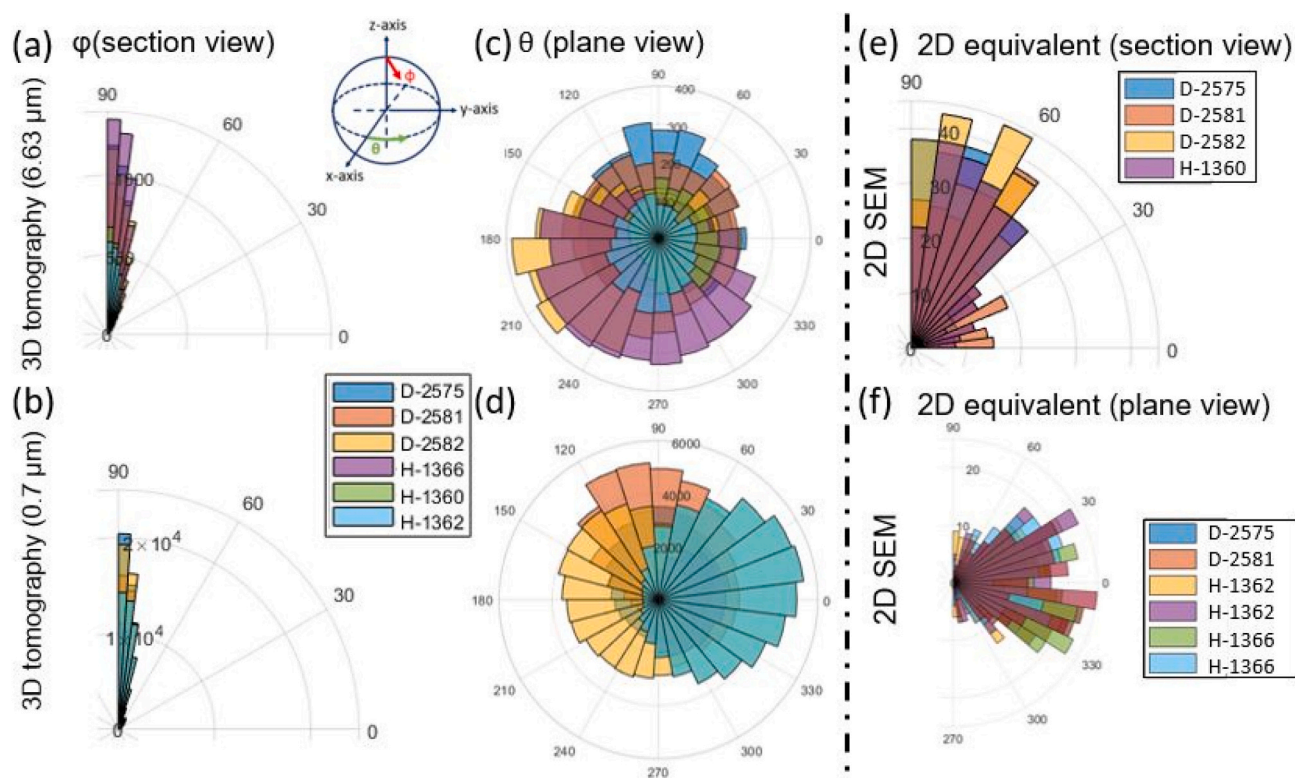 (a) φ(section view)
3D tomography (6.63 μm)
90
60
30
0
1000
0
z-axis
ϕ
y-axis
θ
x-axis
(c) θ (plane view)
90
120
60
150
30
180
0
210
330
240
300
270
400
300
200
(e) 2D equivalent (section view)
2D SEM
90
60
30
0
40
30
20
10
0
D-2575
D-2581
D-2582
H-1360
(b)
3D tomography (0.7 μm)
90
60
30
0
2×10⁴
1×10⁴
0
D-2575
D-2581
D-2582
H-1366
H-1360
H-1362
(d)
90
120
60
150
30
180
0
210
330
240
300
270
6000
4000
2000
(f) 2D equivalent (plane view)
2D SEM
90
60
30
0
330
300
270
20
10
D-2575
D-2581
H-1362
H-1362
H-1366
H-1366